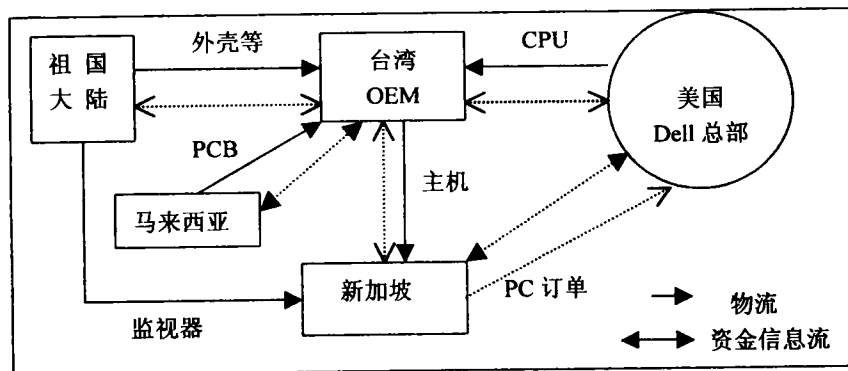 外壳等
CPU
祖 国
大 陆
台湾
OEM
美国
Dell 总部
PCB
主机
马来西亚
新加坡
PC 订单
监视器
物流
资金信息流